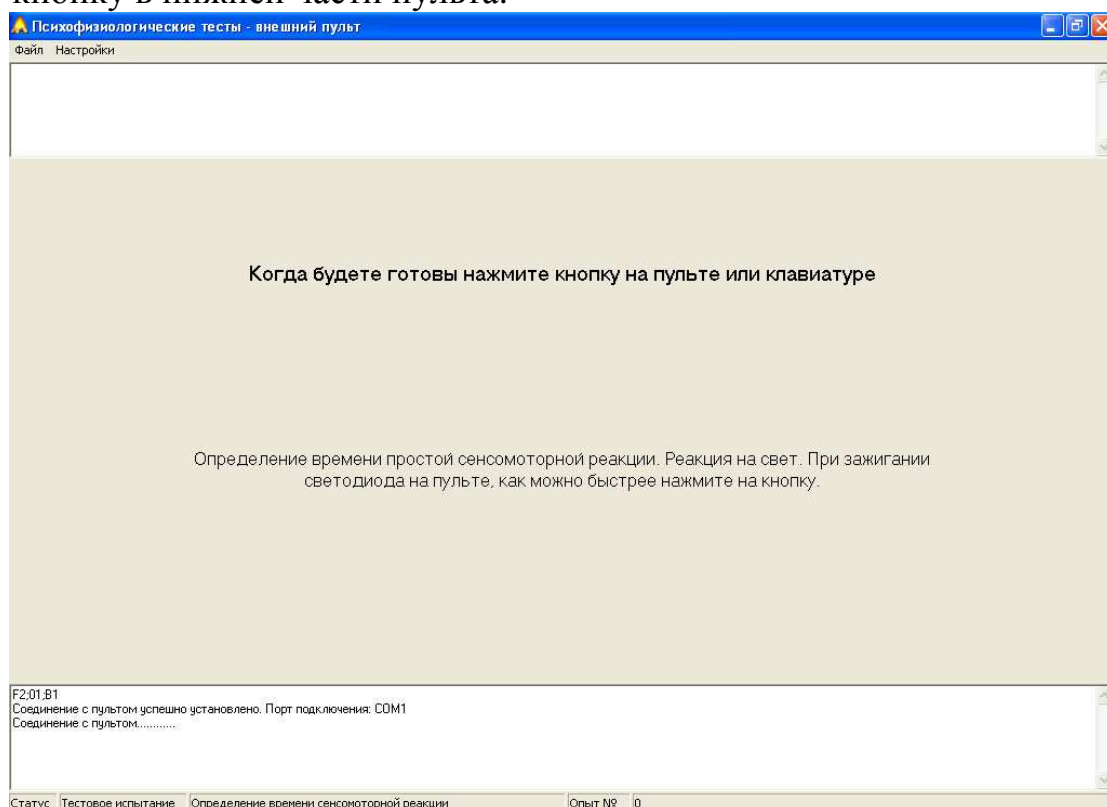 кнопку в нижней части пульта.
Психофизиологические тесты - внешний пульт
Файл Настройки
Когда будете готовы нажмите кнопку на пульте или клавиатуре
Определение времени простой сенсомоторной реакции. Реакция на свет. При зажигании
светодиода на пульте, как можно быстрее нажмите на кнопку.
F2;01;B1
Соединение с пультом успешно установлено. Порт подключения: COM1
Соединение с пультом............
Статус Тестовое испытание Определение времени сенсомоторной реакции Опыт № 0